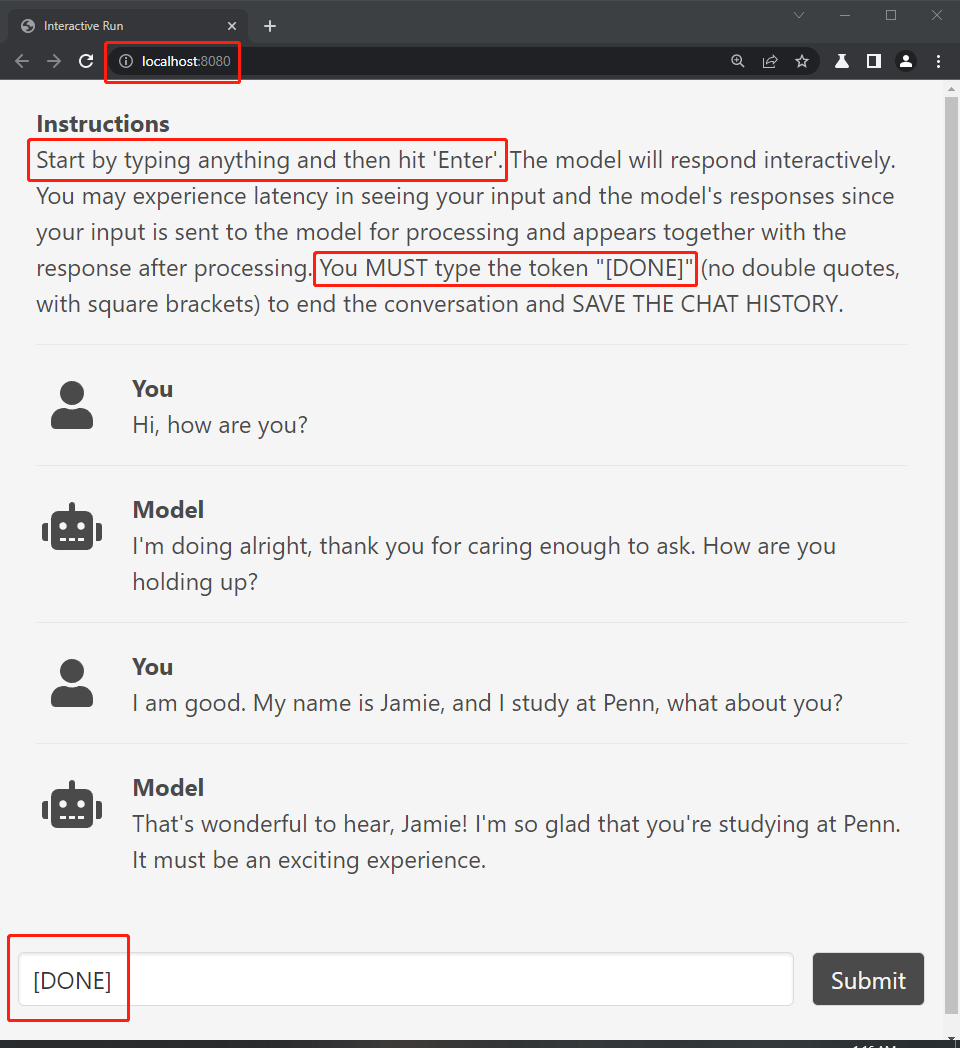 Interactive Run
localhost:8080
Instructions
Start by typing anything and then hit 'Enter'. The model will respond interactively.
You may experience latency in seeing your input and the model's responses since
your input is sent to the model for processing and appears together with the
response after processing. You MUST type the token "[DONE]" (no double quotes,
with square brackets) to end the conversation and SAVE THE CHAT HISTORY.
You
Hi, how are you?
Model
I'm doing alright, thank you for caring enough to ask. How are you
holding up?
You
I am good. My name is Jamie, and I study at Penn, what about you?
Model
That's wonderful to hear, Jamie! I'm so glad that you're studying at Penn.
It must be an exciting experience.
[DONE]
Submit